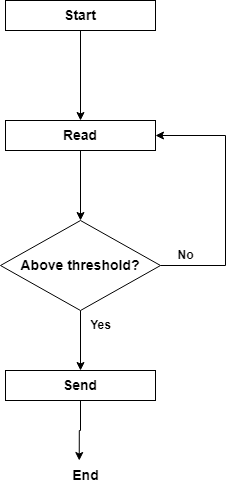 Start
Read
Above threshold?
No
Yes
Send
End